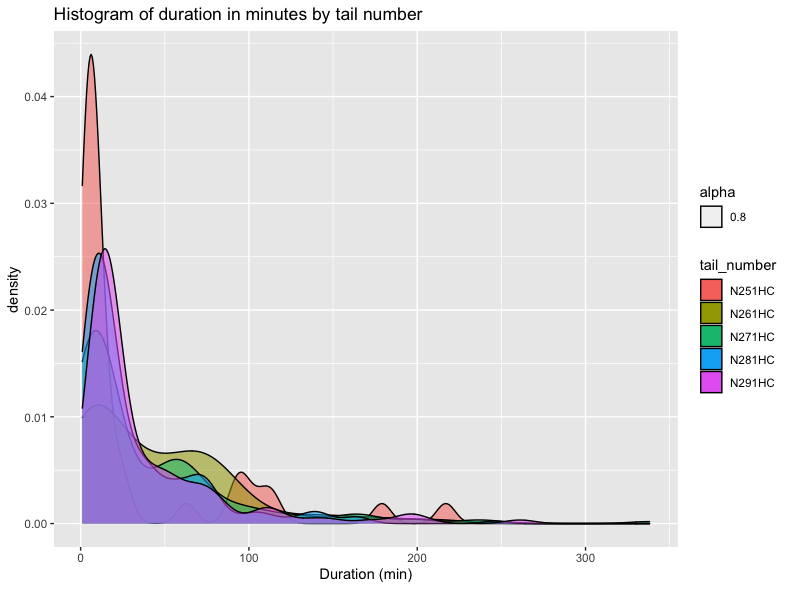 Histogram of duration in minutes by tail number
density
0.04
0.03
0.02
0.01
0.00
0 100 200 300
Duration (min)
alpha
0.8
tail_number
N251HC
N261HC
N271HC
N281HC
N291HC